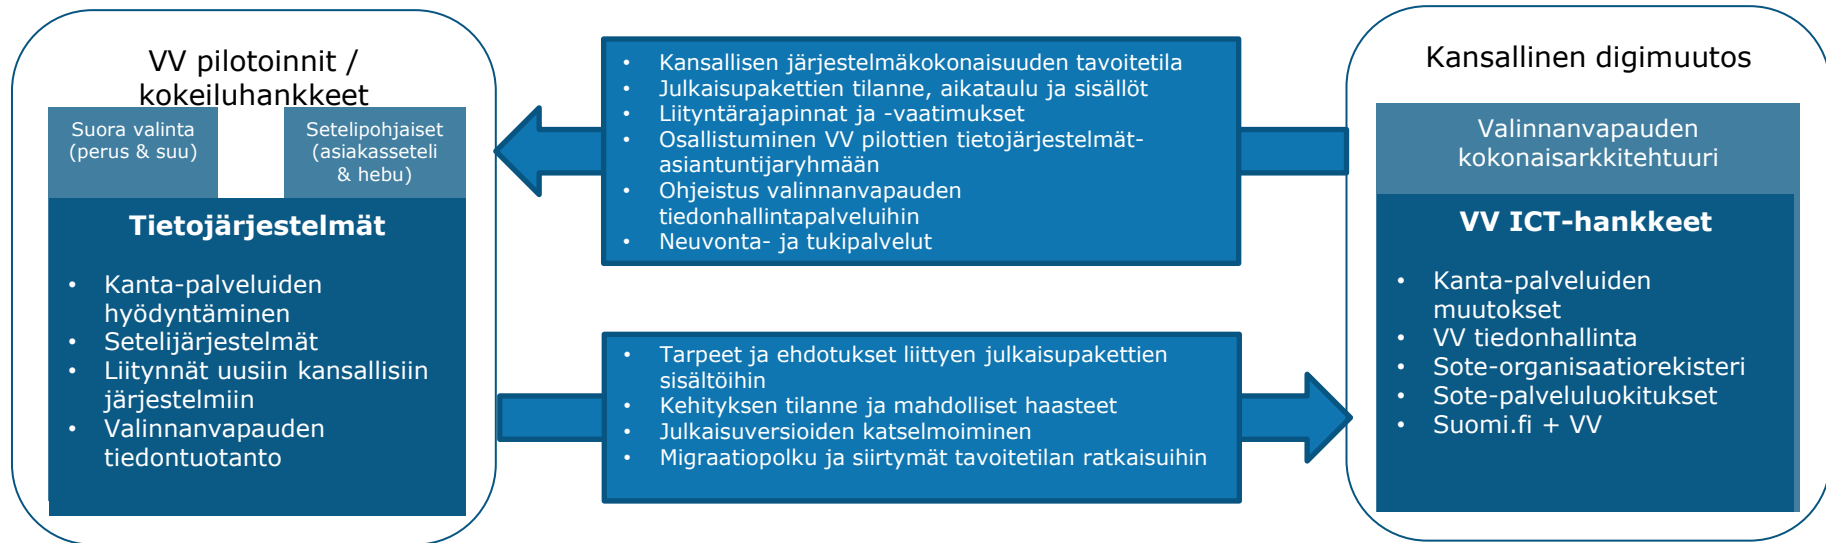 VV pilotoinnit /
kokeiluhankkeet
Suora valinta
(perus & suu)
Setelipohjaiset
(asiakasseteli
& hebu)
Tietojärjestelmät
• Kanta-palveluiden
hyödyntäminen
• Setelijärjestelmät
• Liitynnät uusiin kansallisiin
järjestelmiin
• Valinnanvapauden
tiedontuotanto
• Kansallisen järjestelmäkokonaisuuden tavoitetila
• Julkaisupakettien tilanne, aikataulu ja sisällöt
• Liityntärajapinnat ja -vaatimukset
• Osallistuminen VV pilottien tietojärjestelmät-
asiantuntijaryhmään
• Ohjeistus valinnanvapauden
tiedonhallintapalveluihin
• Neuvonta- ja tukipalvelut
• Tarpeet ja ehdotukset liittyen julkaisupakettien
sisältöihin
• Kehityksen tilanne ja mahdolliset haasteet
• Julkaisuversioiden katselmoiminen
• Migraatiopolku ja siirtymät tavoitetilan ratkaisuihin
Kansallinen digimuutos
Valinnanvapauden
kokonaisarkkitehtuuri
VV ICT-hankkeet
• Kanta-palveluiden
muutokset
• VV tiedonhallinta
• Sote-organisaatiorekisteri
• Sote-palveluluokitukset
• Suomi.fi + VV